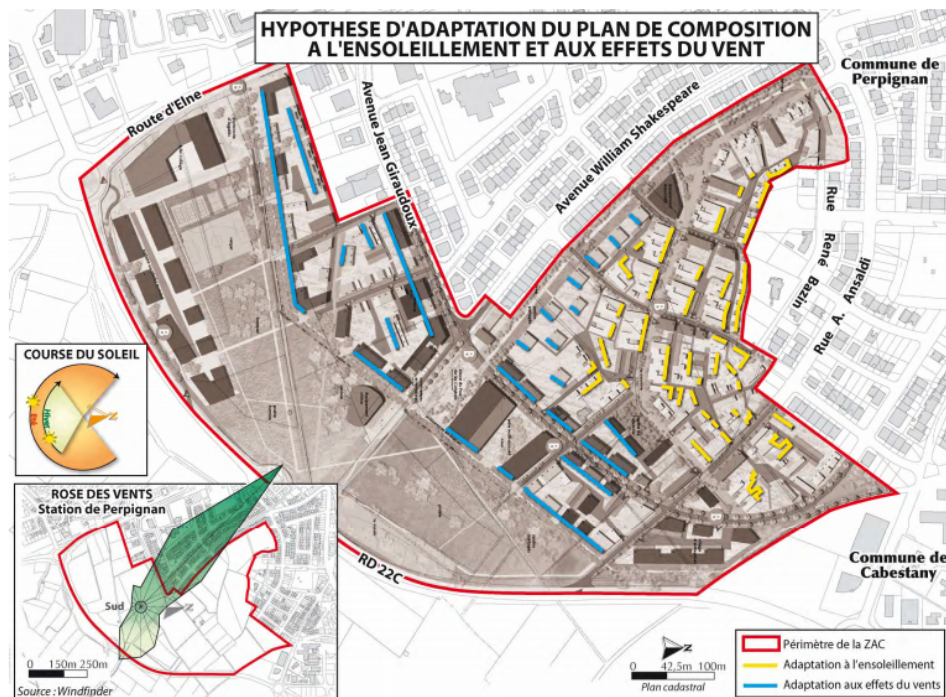 HYPOTHESE D'ADAPTATION DU PLAN DE COMPOSITION
A L'ENSOLEILLEMENT ET AUX EFFETS DU VENT
Commune de
Perpignan
Route d'Elne
Avenue Jean Giraudoux
Avenue William Shakespeare
Rue René Bazin
Rue A. Ansaldi
B
B
B
B
B
B
COURSE DU SOLEIL
Eté
Hiver
N
ROSE DES VENTS
Station de Perpignan
Sud
N
0 150m 250m
Source : Windfinder
RD 22C
Commune de
Cabestany
N
0 42,5m 100m
Plan cadastral
Périmètre de la ZAC
Adaptation à l'ensoleillement
Adaptation aux effets du vents